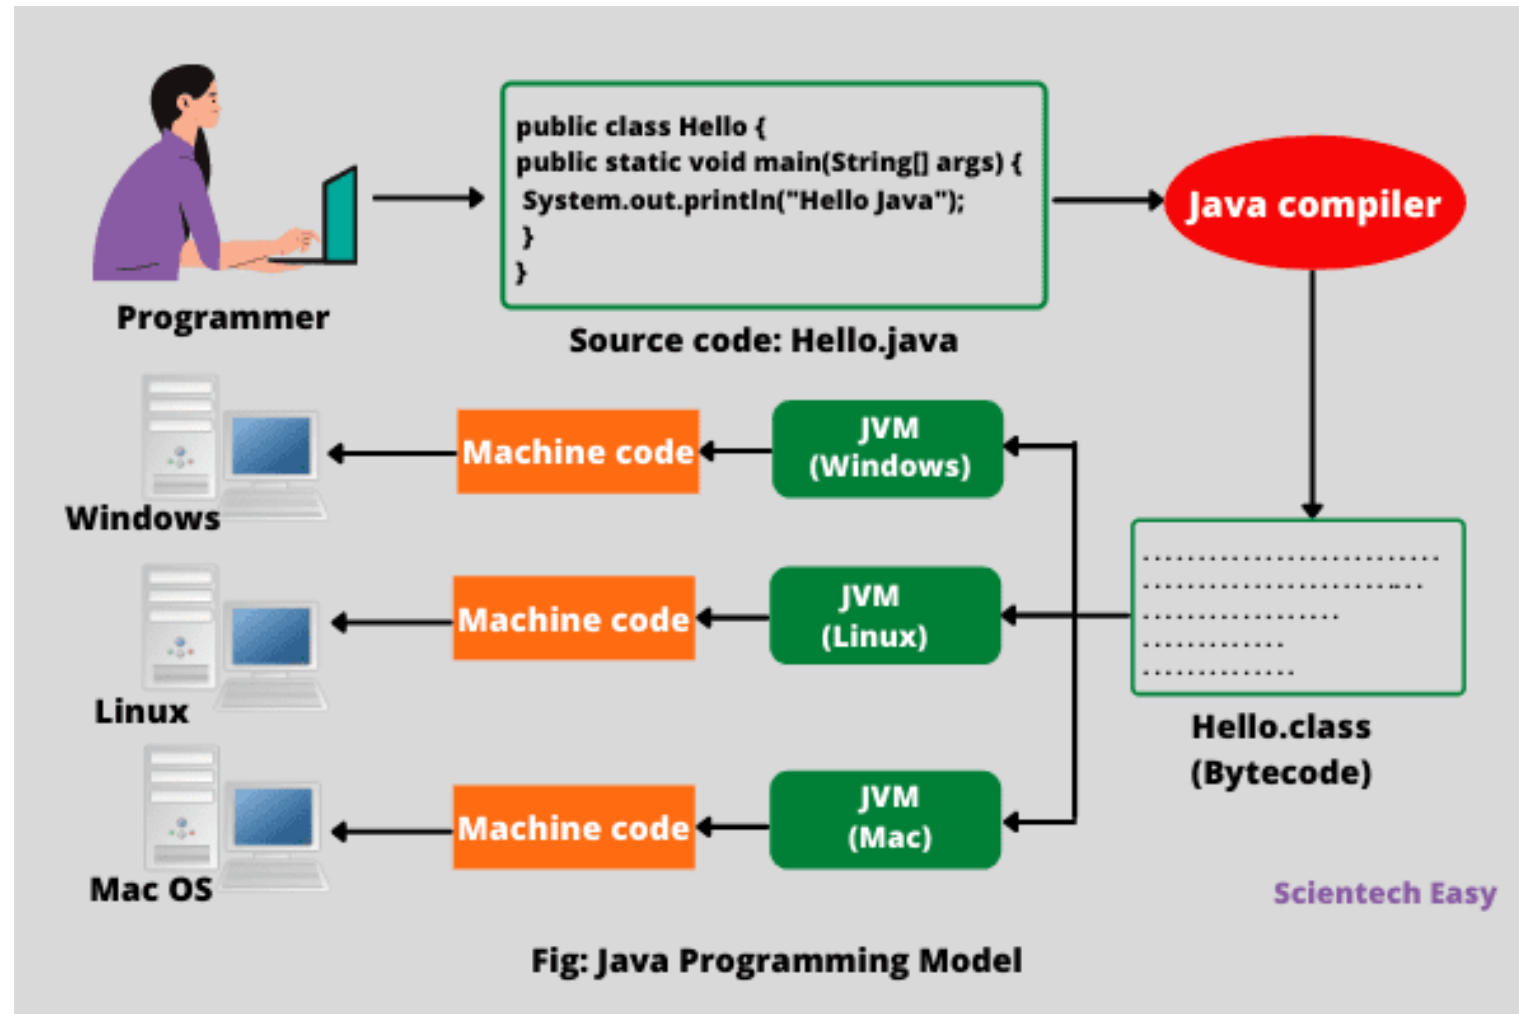 public class Hello {
public static void main(String[] args) {
System.out.println("Hello Java");
}
}
Java compiler
Programmer
Source code: Hello.java
Windows
Machine code
JVM
(Windows)
Linux
Machine code
JVM
(Linux)
Hello.class
(Bytecode)
Mac OS
Machine code
JVM
(Mac)
Scientech Easy
Fig: Java Programming Model